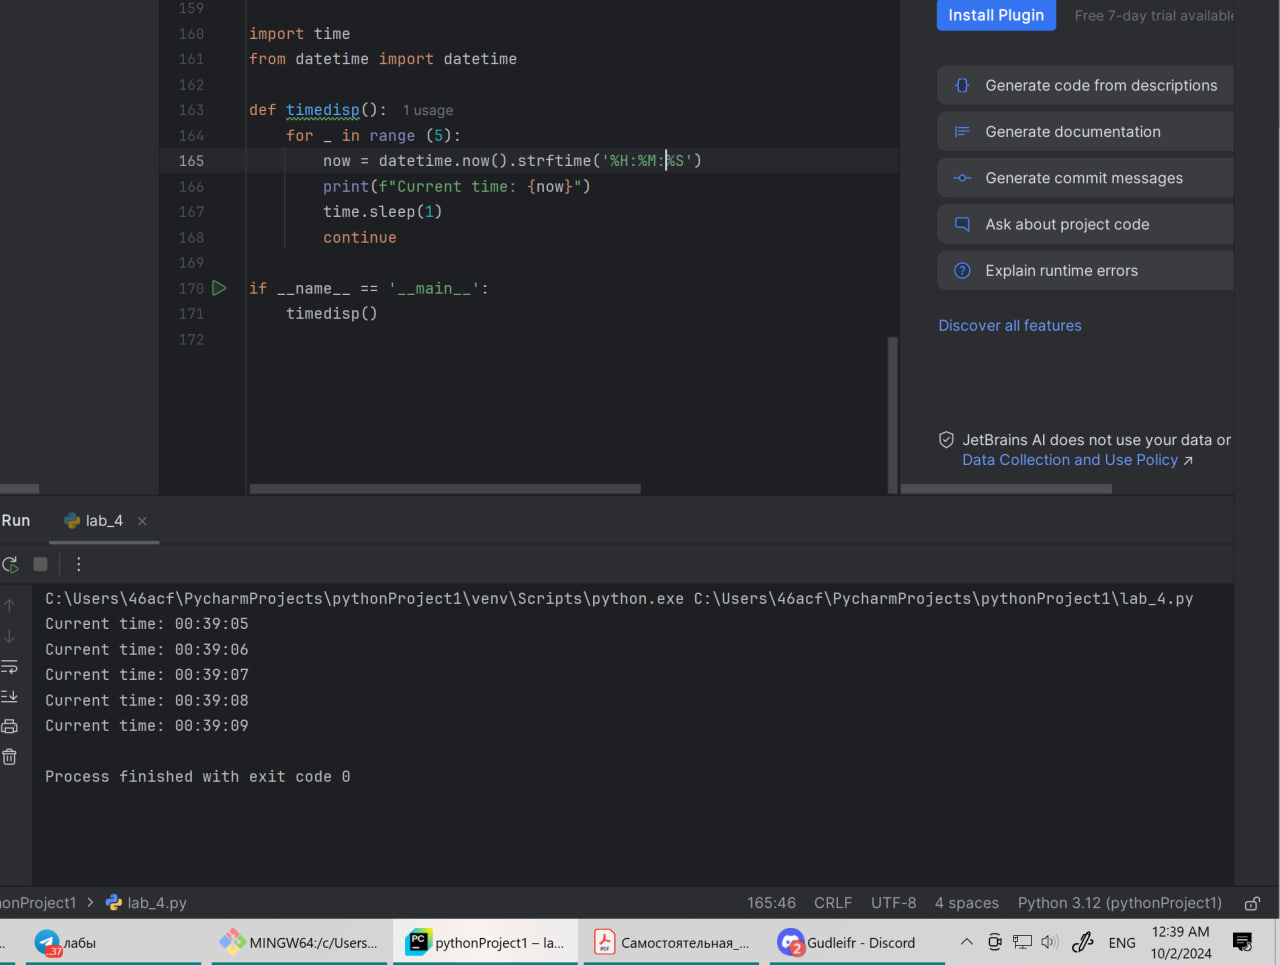 159
160 import time
161 from datetime import datetime
162
163 def timedisp(): 1 usage
164 for _ in range (5):
165 now = datetime.now().strftime('%H:%M:%S')
166 print(f"Current time: {now}")
167 time.sleep(1)
168 continue
169
170 if __name__ == '__main__':
171 timedisp()
172
Install Plugin Free 7-day trial available
Generate code from descriptions
Generate documentation
Generate commit messages
Ask about project code
Explain runtime errors
Discover all features
JetBrains AI does not use your data or
Data Collection and Use Policy ↗
Run lab_4 ×
C:\Users\46acf\PycharmProjects\pythonProject1\venv\Scripts\python.exe C:\Users\46acf\PycharmProjects\pythonProject1\lab_4.py
Current time: 00:39:05
Current time: 00:39:06
Current time: 00:39:07
Current time: 00:39:08
Current time: 00:39:09
Process finished with exit code 0
onProject1 > lab_4.py 165:46 CRLF UTF-8 4 spaces Python 3.12 (pythonProject1)
.. 37 лабы MINGW64:/c/Users... PC pythonProject1 – la... PDF Самостоятельная_... 2 Gudleifr - Discord ENG 12:39 AM
10/2/2024